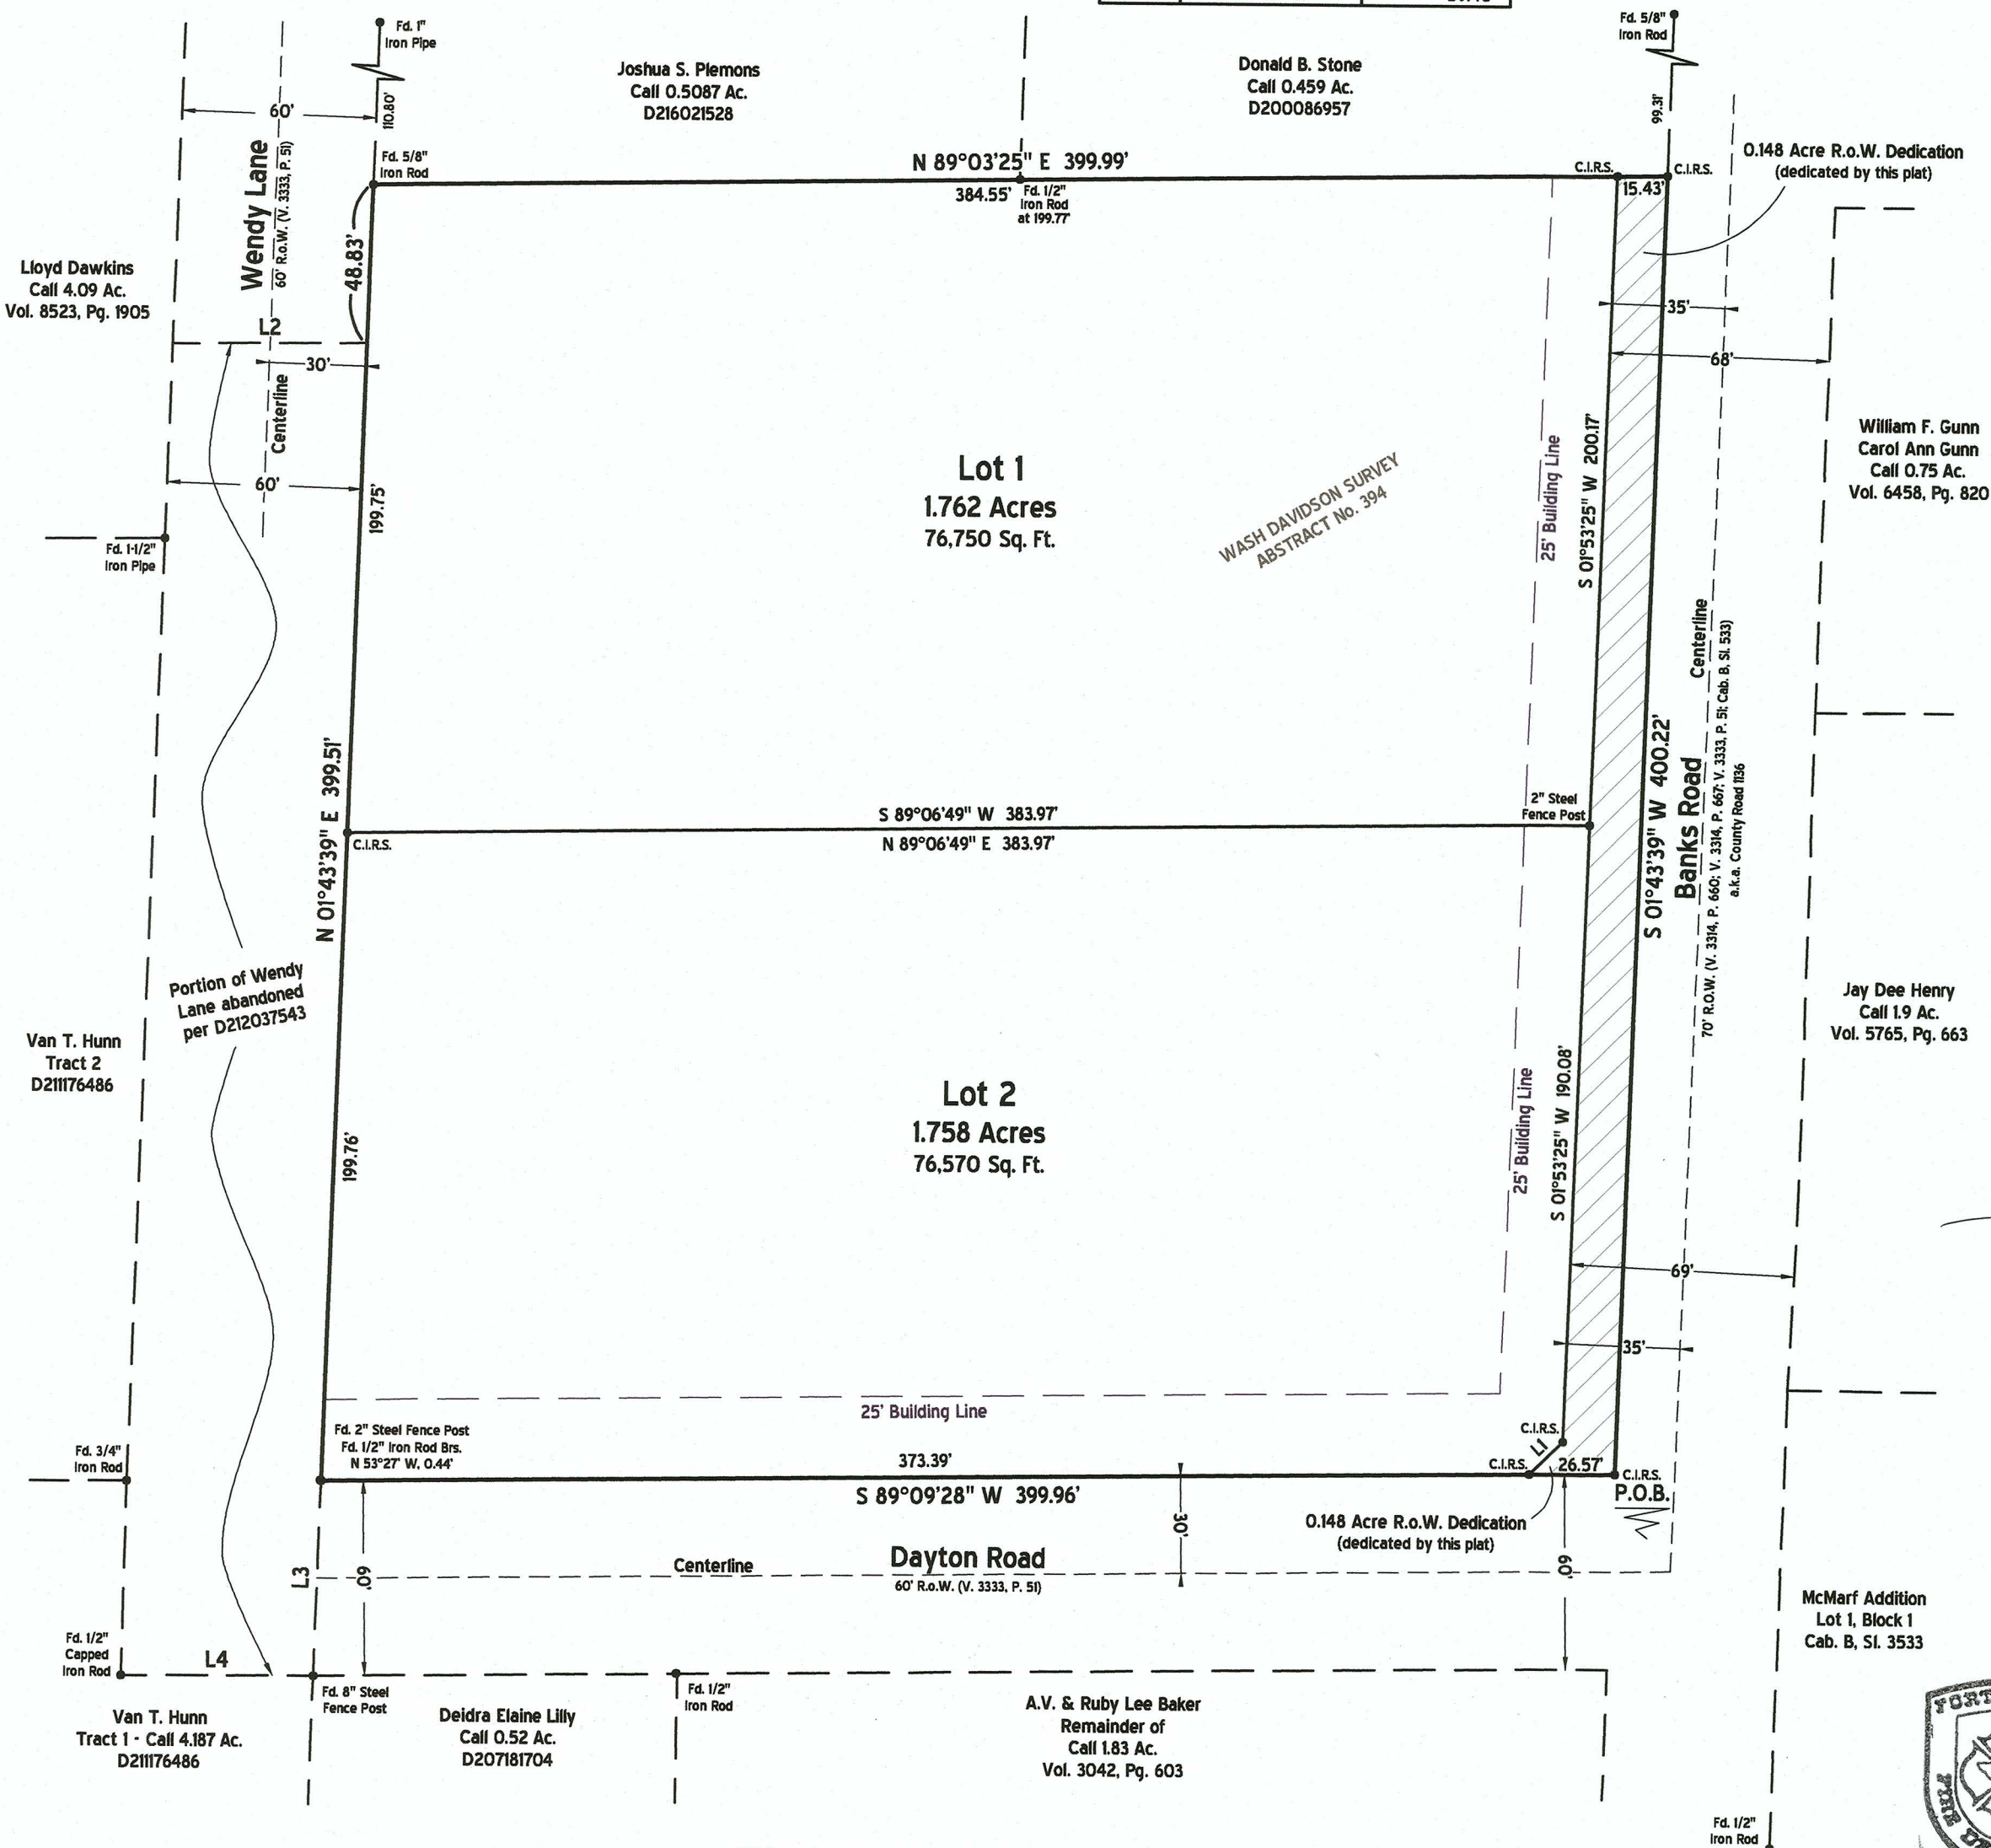 Fd. 1"
Iron Pipe
Fd. 5/8"
Iron Rod
60'
110.80'
Joshua S. Plemons
Call 0.5087 Ac.
D216021528
Donald B. Stone
Call 0.459 Ac.
D200086957
99.31'
Wendy Lane
60' R.o.W. (V. 3333, P. 51)
Fd. 5/8"
Iron Rod
N 89°03'25" E 399.99'
384.55'
Fd. 1/2"
Iron Rod
at 199.77'
C.I.R.S.
15.43'
C.I.R.S.
0.148 Acre R.o.W. Dedication
(dedicated by this plat)
48.83'
Lloyd Dawkins
Call 4.09 Ac.
Vol. 8523, Pg. 1905
L2
30'
Centerline
60'
35'
68'
Fd. 1-1/2"
Iron Pipe
199.75'
Lot 1
1.762 Acres
76,750 Sq. Ft.
WASH DAVIDSON SURVEY
ABSTRACT No. 394
25' Building Line
S 01°53'25" W 200.17'
William F. Gunn
Carol Ann Gunn
Call 0.75 Ac.
Vol. 6458, Pg. 820
N 01°43'39" E 399.51'
S 89°06'49" W 383.97'
N 89°06'49" E 383.97'
C.I.R.S.
2" Steel
Fence Post
S 01°43'39" W 400.22'
Banks Road
Centerline
70' R.O.W. (V. 3314, P. 660; V. 3314, P. 667; V. 3333, P. 51; Cab. B, Sl. 533)
a.k.a. County Road 1136
Portion of Wendy
Lane abandoned
per D212037543
Van T. Hunn
Tract 2
D211176486
Jay Dee Henry
Call 1.9 Ac.
Vol. 5765, Pg. 663
199.76'
Lot 2
1.758 Acres
76,570 Sq. Ft.
25' Building Line
S 01°53'25" W 190.08'
69'
35'
25' Building Line
Fd. 2" Steel Fence Post
Fd. 1/2" Iron Rod Brs.
N 53°27' W, 0.44'
Fd. 3/4"
Iron Rod
373.39'
S 89°09'28" W 399.96'
C.I.R.S.
L1
C.I.R.S.
26.57'
C.I.R.S.
P.O.B.
0.148 Acre R.o.W. Dedication
(dedicated by this plat)
L3
60'
Centerline
Dayton Road
60' R.o.W. (V. 3333, P. 51)
30'
60'
McMarf Addition
Lot 1, Block 1
Cab. B, Sl. 3533
Fd. 1/2"
Capped
Iron Rod
L4
Fd. 8" Steel
Fence Post
Fd. 1/2"
Iron Rod
Van T. Hunn
Tract 1 - Call 4.187 Ac.
D211176486
Deidra Elaine Lilly
Call 0.52 Ac.
D207181704
A.V. & Ruby Lee Baker
Remainder of
Call 1.83 Ac.
Vol. 3042, Pg. 603
Fd. 1/2"
Iron Rod
FORT